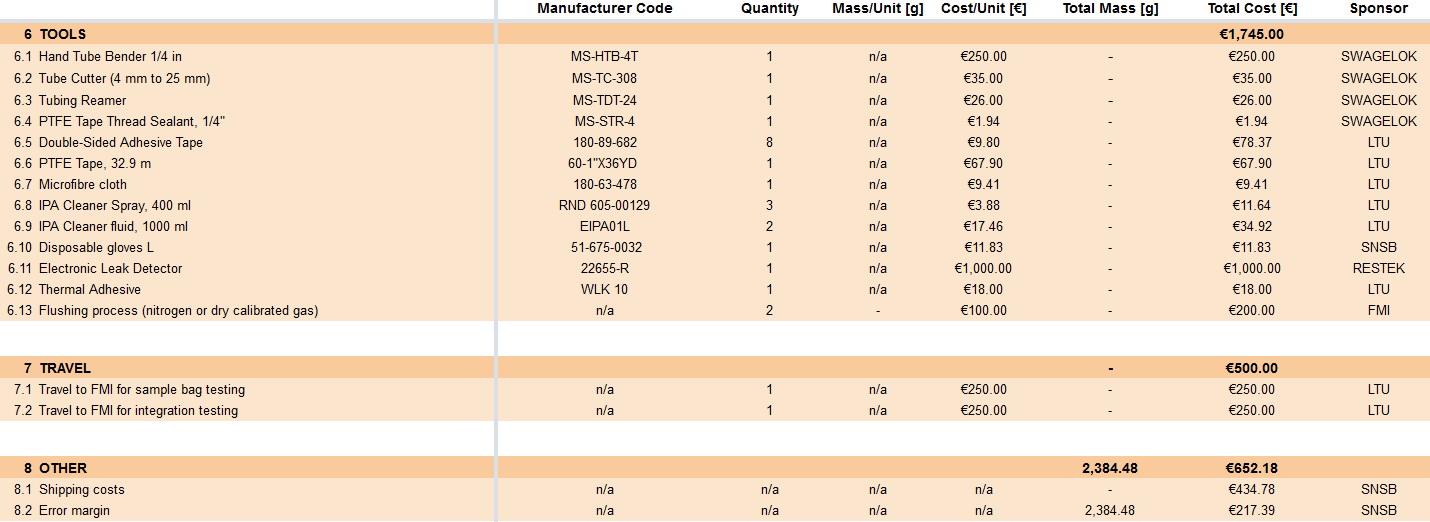 Manufacturer Code Quantity Mass/Unit [g] Cost/Unit [€] Total Mass [g] Total Cost [€] Sponsor
6 TOOLS €1,745.00
6.1 Hand Tube Bender 1/4 in MS-HTB-4T 1 n/a €250.00 - €250.00 SWAGELOK
6.2 Tube Cutter (4 mm to 25 mm) MS-TC-308 1 n/a €35.00 - €35.00 SWAGELOK
6.3 Tubing Reamer MS-TDT-24 1 n/a €26.00 - €26.00 SWAGELOK
6.4 PTFE Tape Thread Sealant, 1/4" MS-STR-4 1 n/a €1.94 - €1.94 SWAGELOK
6.5 Double-Sided Adhesive Tape 180-89-682 8 n/a €9.80 - €78.37 LTU
6.6 PTFE Tape, 32.9 m 60-1"X36YD 1 n/a €67.90 - €67.90 LTU
6.7 Microfibre cloth 180-63-478 1 n/a €9.41 - €9.41 LTU
6.8 IPA Cleaner Spray, 400 ml RND 605-00129 3 n/a €3.88 - €11.64 LTU
6.9 IPA Cleaner fluid, 1000 ml EIPA01L 2 n/a €17.46 - €34.92 LTU
6.10 Disposable gloves L 51-675-0032 1 n/a €11.83 - €11.83 SNSB
6.11 Electronic Leak Detector 22655-R 1 n/a €1,000.00 - €1,000.00 RESTEK
6.12 Thermal Adhesive WLK 10 1 n/a €18.00 - €18.00 LTU
6.13 Flushing process (nitrogen or dry calibrated gas) n/a 2 - €100.00 - €200.00 FMI
7 TRAVEL - €500.00
7.1 Travel to FMI for sample bag testing n/a 1 n/a €250.00 - €250.00 LTU
7.2 Travel to FMI for integration testing n/a 1 n/a €250.00 - €250.00 LTU
8 OTHER 2,384.48 €652.18
8.1 Shipping costs n/a n/a n/a n/a - €434.78 SNSB
8.2 Error margin n/a n/a n/a n/a 2,384.48 €217.39 SNSB